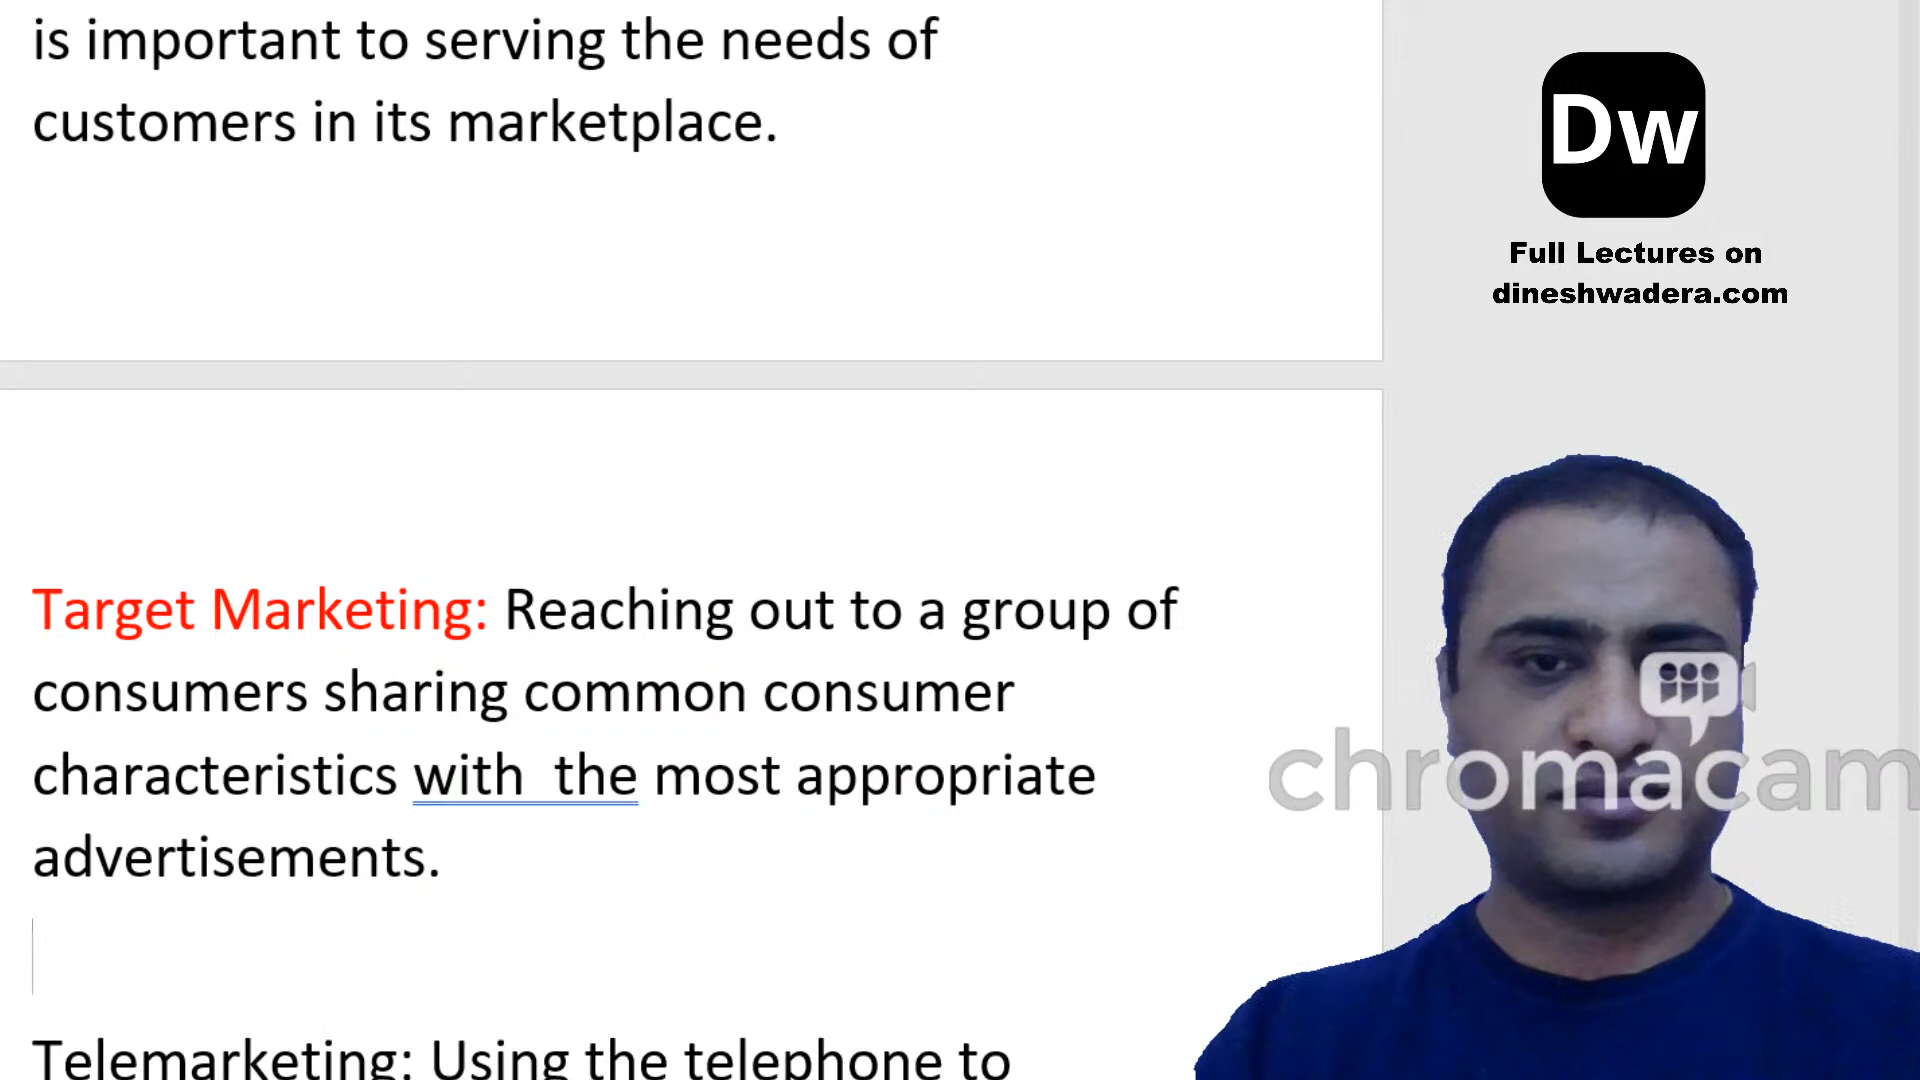 is important to serving the needs of
customers in its marketplace.
Dw
Full Lectures on
dineshwadera.com
Target Marketing: Reaching out to a group of
consumers sharing common consumer
characteristics with  the most appropriate
advertisements.
chromacam
Telemarketing: Using the telephone to